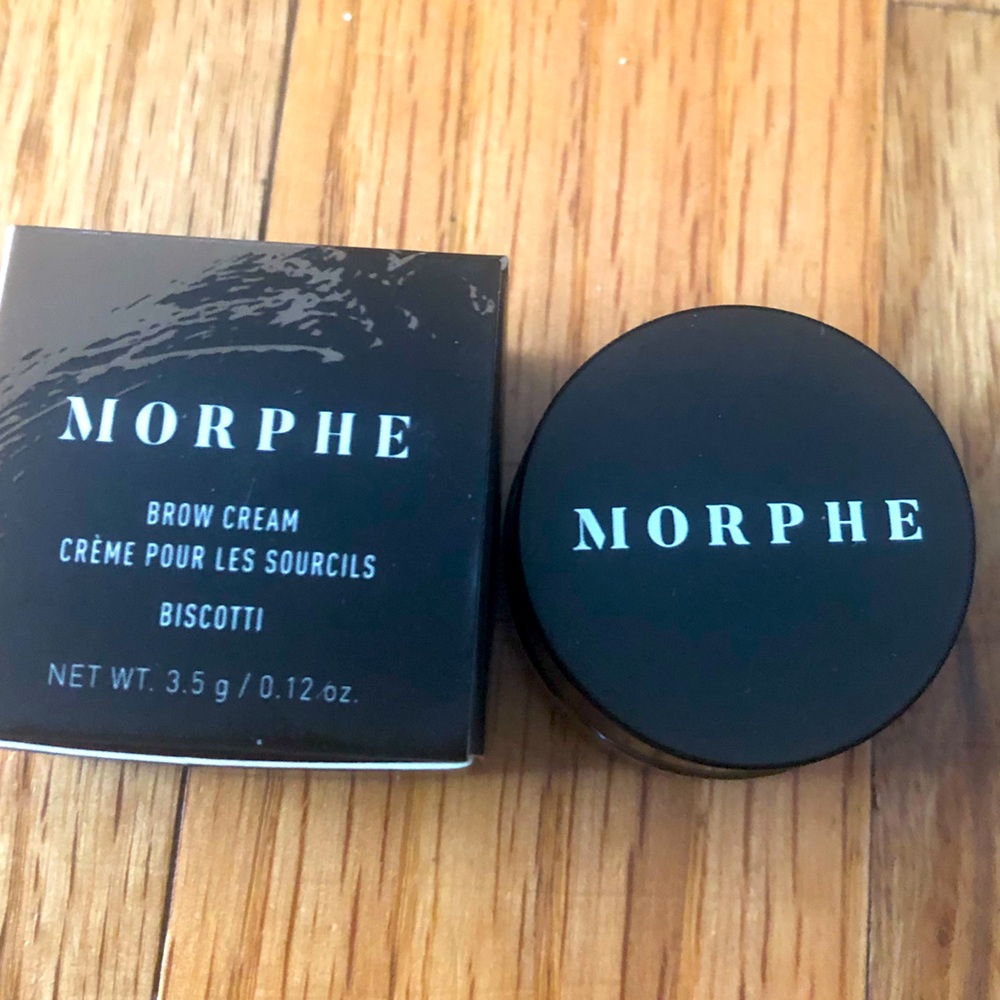 MORPHE
BROW CREAM
CRÈME POUR LES SOURCILS
BISCOTTI
NET WT. 3.5 g / 0.12 oz.
MORPHE